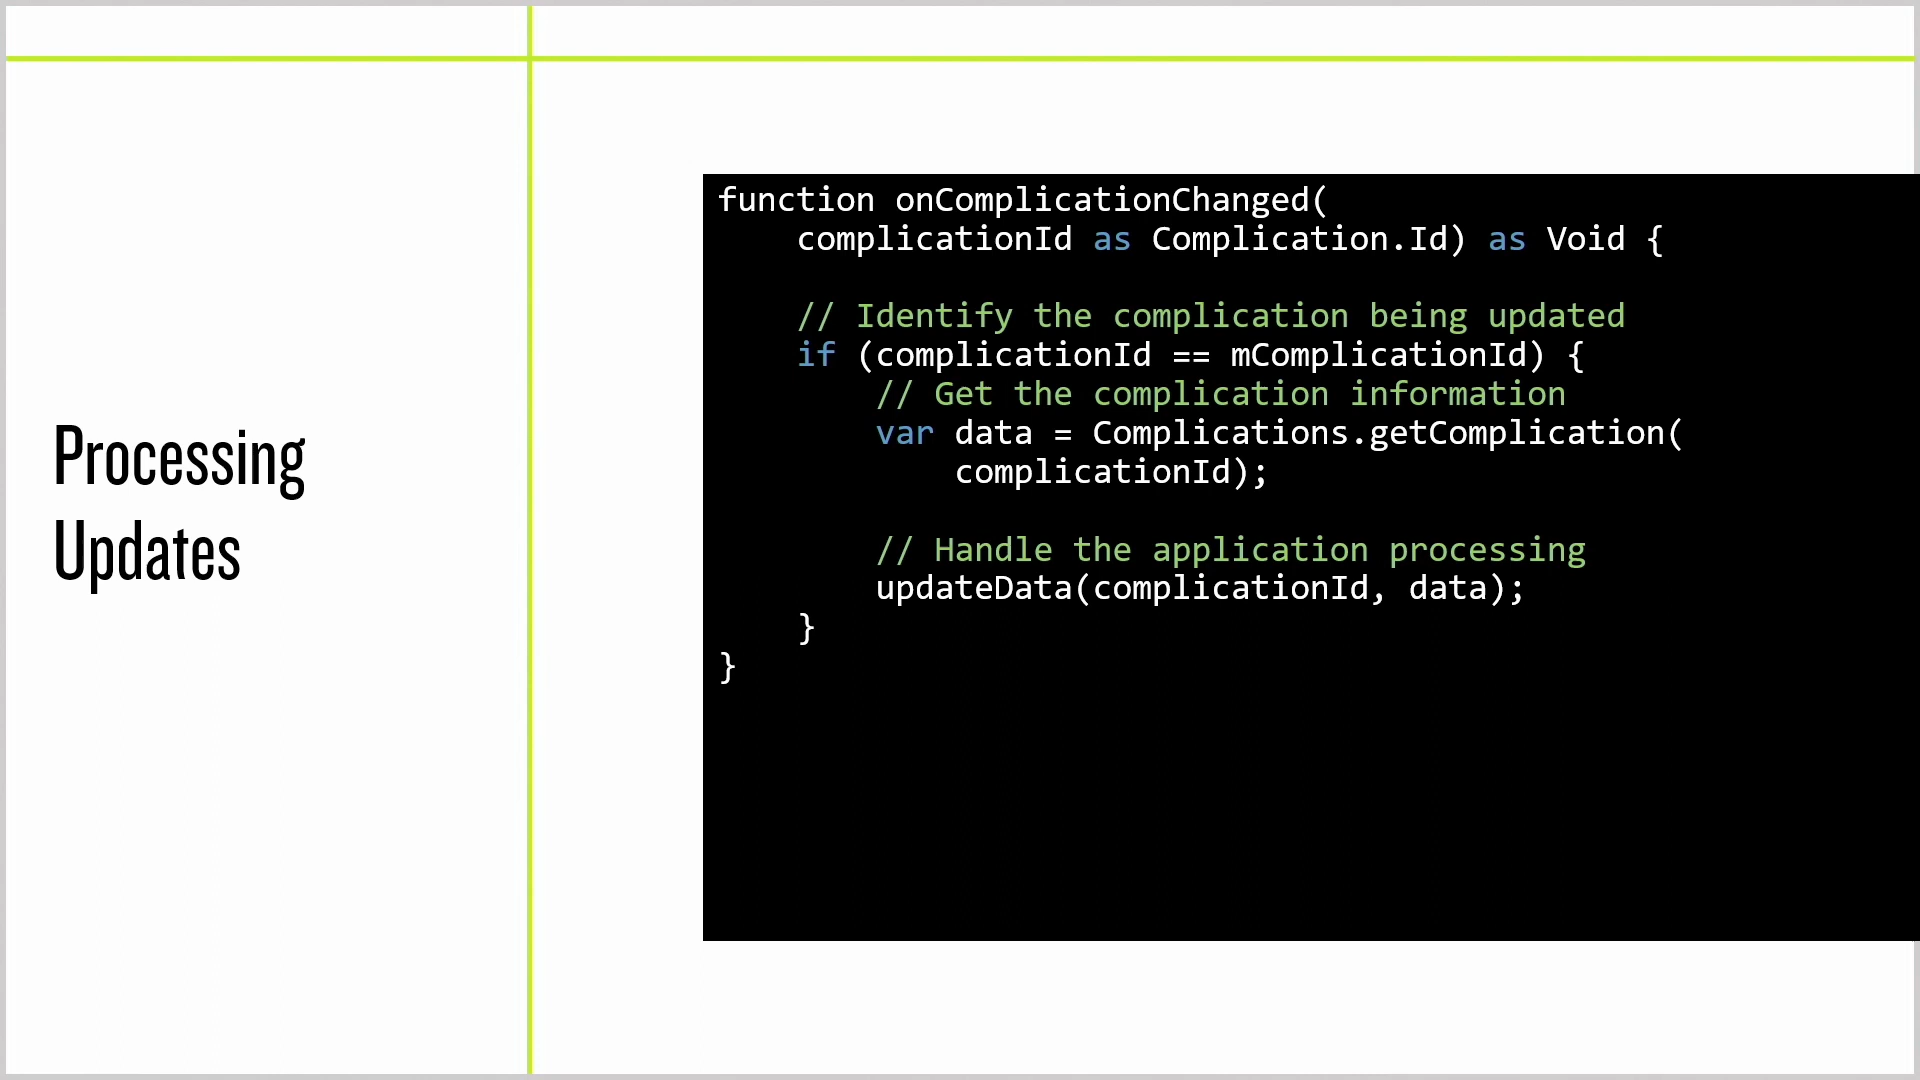 Processing
Updates
function onComplicationChanged(
    complicationId as Complication.Id) as Void {

    // Identify the complication being updated
    if (complicationId == mComplicationId) {
        // Get the complication information
        var data = Complications.getComplication(
            complicationId);

        // Handle the application processing
        updateData(complicationId, data);
    }
}